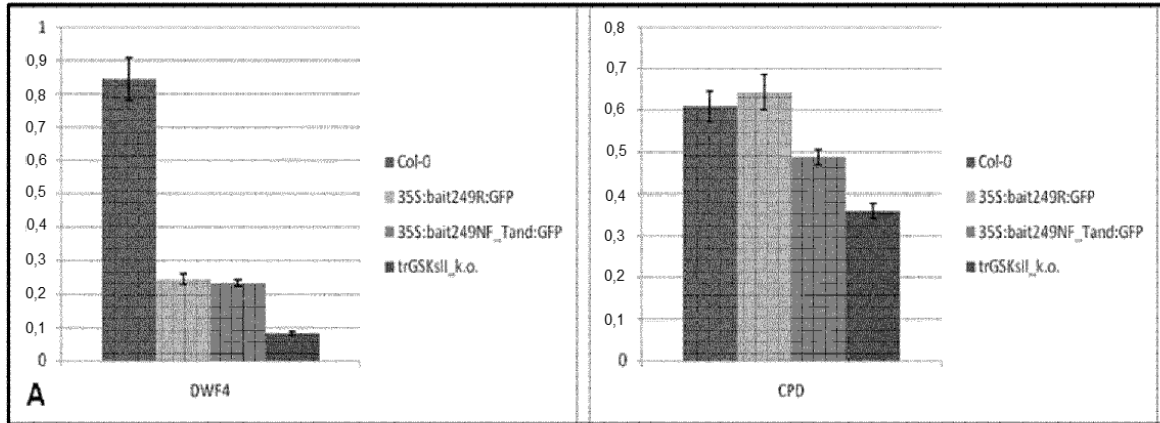 1
0,9
0,8
0,7
0,6
0,5
0,4
0,3
0,2
0,1
0
DWF4
A
Col-0
35S:bait249R:GFP
35S:bait249NF_Tand:GFP
trGSKsII_k.o.
0,8
0,7
0,6
0,5
0,4
0,3
0,2
0,1
0
CPD
Col-0
35S:bait249R:GFP
35S:bait249NF_Tand:GFP
trGSKsII_k.o.